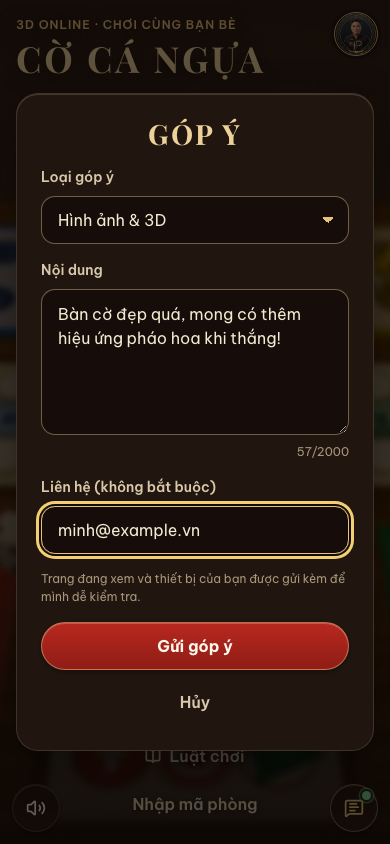 3D ONLINE · CHƠI CÙNG BẠN BÈ
CỜ CÁ NGỰA
GÓP Ý
Loại góp ý
Hình ảnh & 3D
Nội dung
Bàn cờ đẹp quá, mong có thêm
hiệu ứng pháo hoa khi thắng!
57/2000
Liên hệ (không bắt buộc)
minh@example.vn
Trang đang xem và thiết bị của bạn được gửi kèm để
mình dễ kiểm tra.
Gửi góp ý
Hủy
Luật chơi
Nhập mã phòng